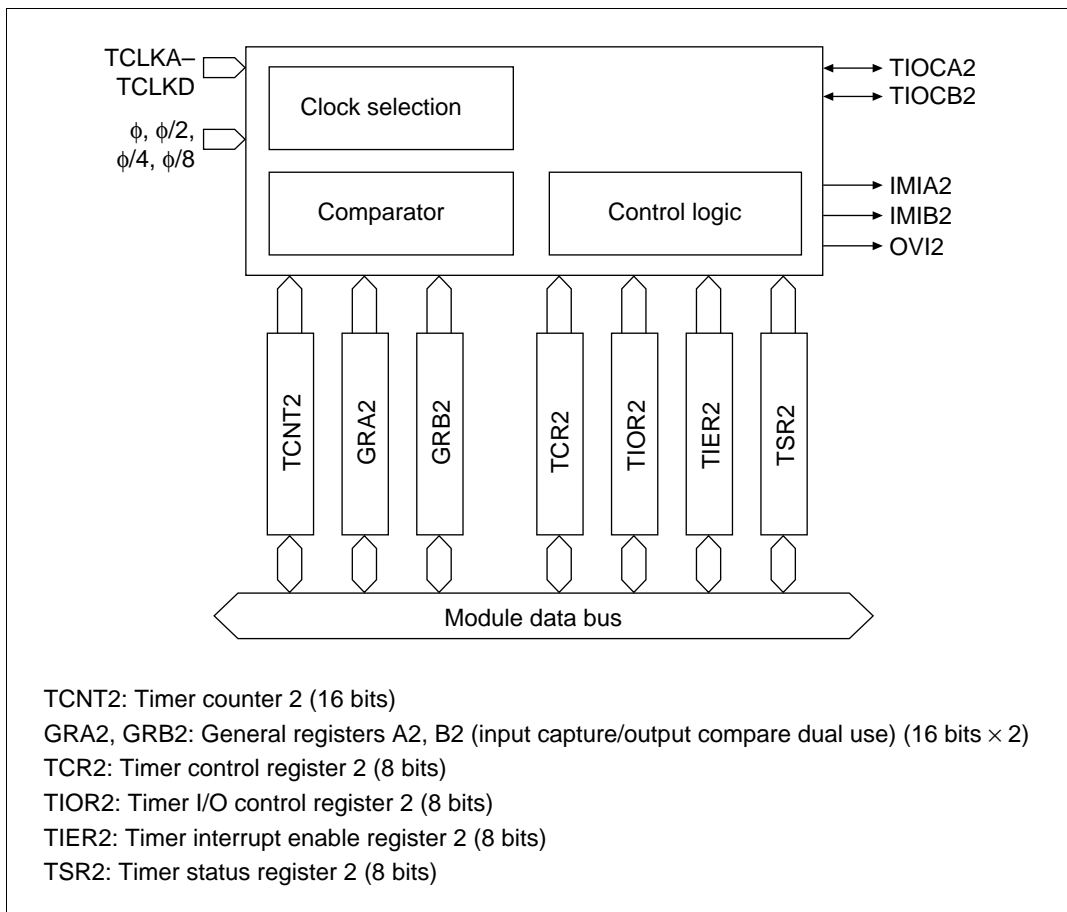 TCLKA–
TCLKD
ϕ, ϕ/2,
ϕ/4, ϕ/8
Clock selection
Comparator
Control logic
TIOCA2
TIOCB2
IMIA2
IMIB2
OVI2
TCNT2
GRA2
GRB2
TCR2
TIOR2
TIER2
TSR2
Module data bus
TCNT2: Timer counter 2 (16 bits)
GRA2, GRB2: General registers A2, B2 (input capture/output compare dual use) (16 bits × 2)
TCR2: Timer control register 2 (8 bits)
TIOR2: Timer I/O control register 2 (8 bits)
TIER2: Timer interrupt enable register 2 (8 bits)
TSR2: Timer status register 2 (8 bits)